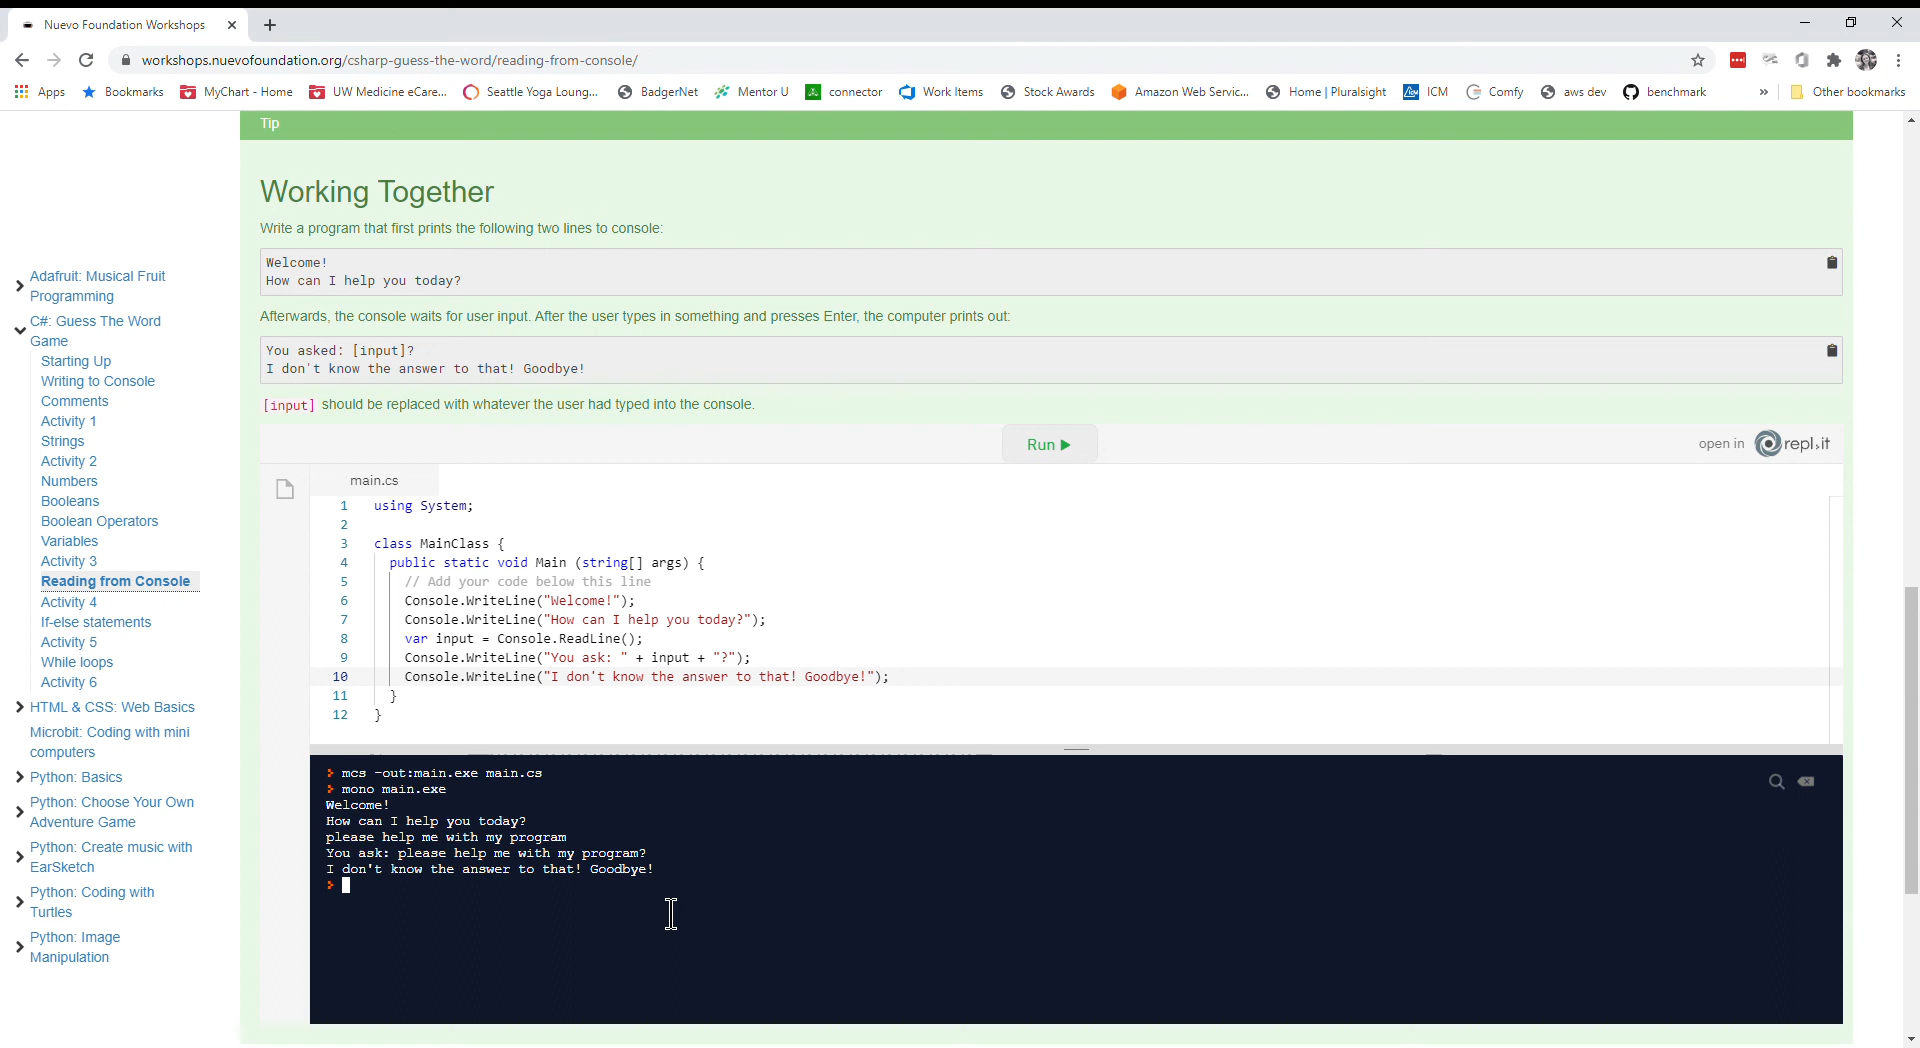 Nuevo Foundation Workshops
workshops.nuevofoundation.org/csharp-guess-the-word/reading-from-console/
Apps Bookmarks MyChart - Home UW Medicine eCare... Seattle Yoga Loung... BadgerNet Mentor U connector Work Items Stock Awards Amazon Web Servic... Home | Pluralsight ICM Comfy aws dev benchmark » Other bookmarks
Tip
Working Together
Write a program that first prints the following two lines to console:
Welcome!
How can I help you today?
Afterwards, the console waits for user input. After the user types in something and presses Enter, the computer prints out:
You asked: [input]?
I don't know the answer to that! Goodbye!
[input] should be replaced with whatever the user had typed into the console.
Adafruit: Musical Fruit
Programming
C#: Guess The Word
Game
Starting Up
Writing to Console
Comments
Activity 1
Strings
Activity 2
Numbers
Booleans
Boolean Operators
Variables
Activity 3
Reading from Console
Activity 4
If-else statements
Activity 5
While loops
Activity 6
HTML & CSS: Web Basics
Microbit: Coding with mini
computers
Python: Basics
Python: Choose Your Own
Adventure Game
Python: Create music with
EarSketch
Python: Coding with
Turtles
Python: Image
Manipulation
Run
open in repl.it
main.cs
1 using System;
2
3 class MainClass {
4 public static void Main (string[] args) {
5 // Add your code below this line
6 Console.WriteLine("Welcome!");
7 Console.WriteLine("How can I help you today?");
8 var input = Console.ReadLine();
9 Console.WriteLine("You ask: " + input + "?");
10 Console.WriteLine("I don't know the answer to that! Goodbye!");
11 }
12 }
> mcs -out:main.exe main.cs
> mono main.exe
Welcome!
How can I help you today?
please help me with my program
You ask: please help me with my program?
I don't know the answer to that! Goodbye!
>